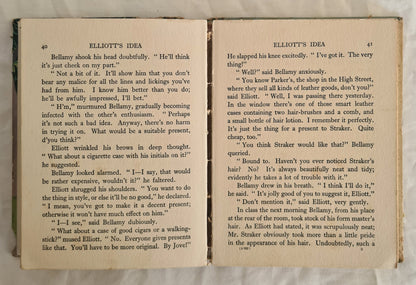 40
ELLIOTT'S IDEA
Bellamy shook his head doubtfully. “He'll think
it's just check on my part.”
“Not a bit of it. It'll show him that you don't
bear any malice for all the lines and lickings you've
had from him. I know him better than you do;
he'll be awfully impressed, I'll bet.”
“H'm,” murmured Bellamy, gradually becoming
infected with the other's enthusiasm. “Perhaps
it's not such a bad idea. Anyway, there's no harm
in trying it on. What would be a suitable present,
d'you think?”
Elliott wrinkled his brows in deep thought.
“What about a cigarette case with his initials on it?”
he suggested.
Bellamy looked alarmed. “I—I say, that would
be rather expensive, wouldn't it?” he faltered.
Elliott shrugged his shoulders. “You want to do
the thing in style, or else it'll be no good,” he declared.
“I mean, you've got to make it a decent present;
otherwise it won't have much effect on him.”
“I—I see,” said Bellamy dubiously.
“What about a case of good cigars or a walking-
stick?” mused Elliott. “No. Everyone gives presents
like that. You'll have to be more original. By Jove!”
ELLIOTT'S IDEA
41
He slapped his knee excitedly. “I've got it. The very
thing!”
“Well?” said Bellamy anxiously.
“You know Parker's, the shop in the High Street,
where they sell all kinds of leather goods, don't you?”
said Elliott. “Well, I was passing there yesterday.
In the window there's one of those smart leather
cases containing two hair-brushes and a comb, and
a small bottle of hair lotion. I remember it perfectly.
It's just the thing for a present to Straker. Quite
cheap, too.”
“You think Straker would like that?” Bellamy
queried.
“Bound to. Haven't you ever noticed Straker's
hair? No? It's always beautifully neat and tidy;
evidently he takes a lot of trouble with it.”
Bellamy drew in his breath. “I think I'll do it,”
he said. “It's jolly good of you to suggest it, Elliott.”
“Don't mention it,” said Elliott, very gently.
In class the next morning Bellamy, from his place
at the rear of the room, took stock of his form master's
hair. As Elliott had stated, it was scrupulously neat;
Mr. Straker obviously took more than a little pride
in the appearance of his hair. Undoubtedly, such a